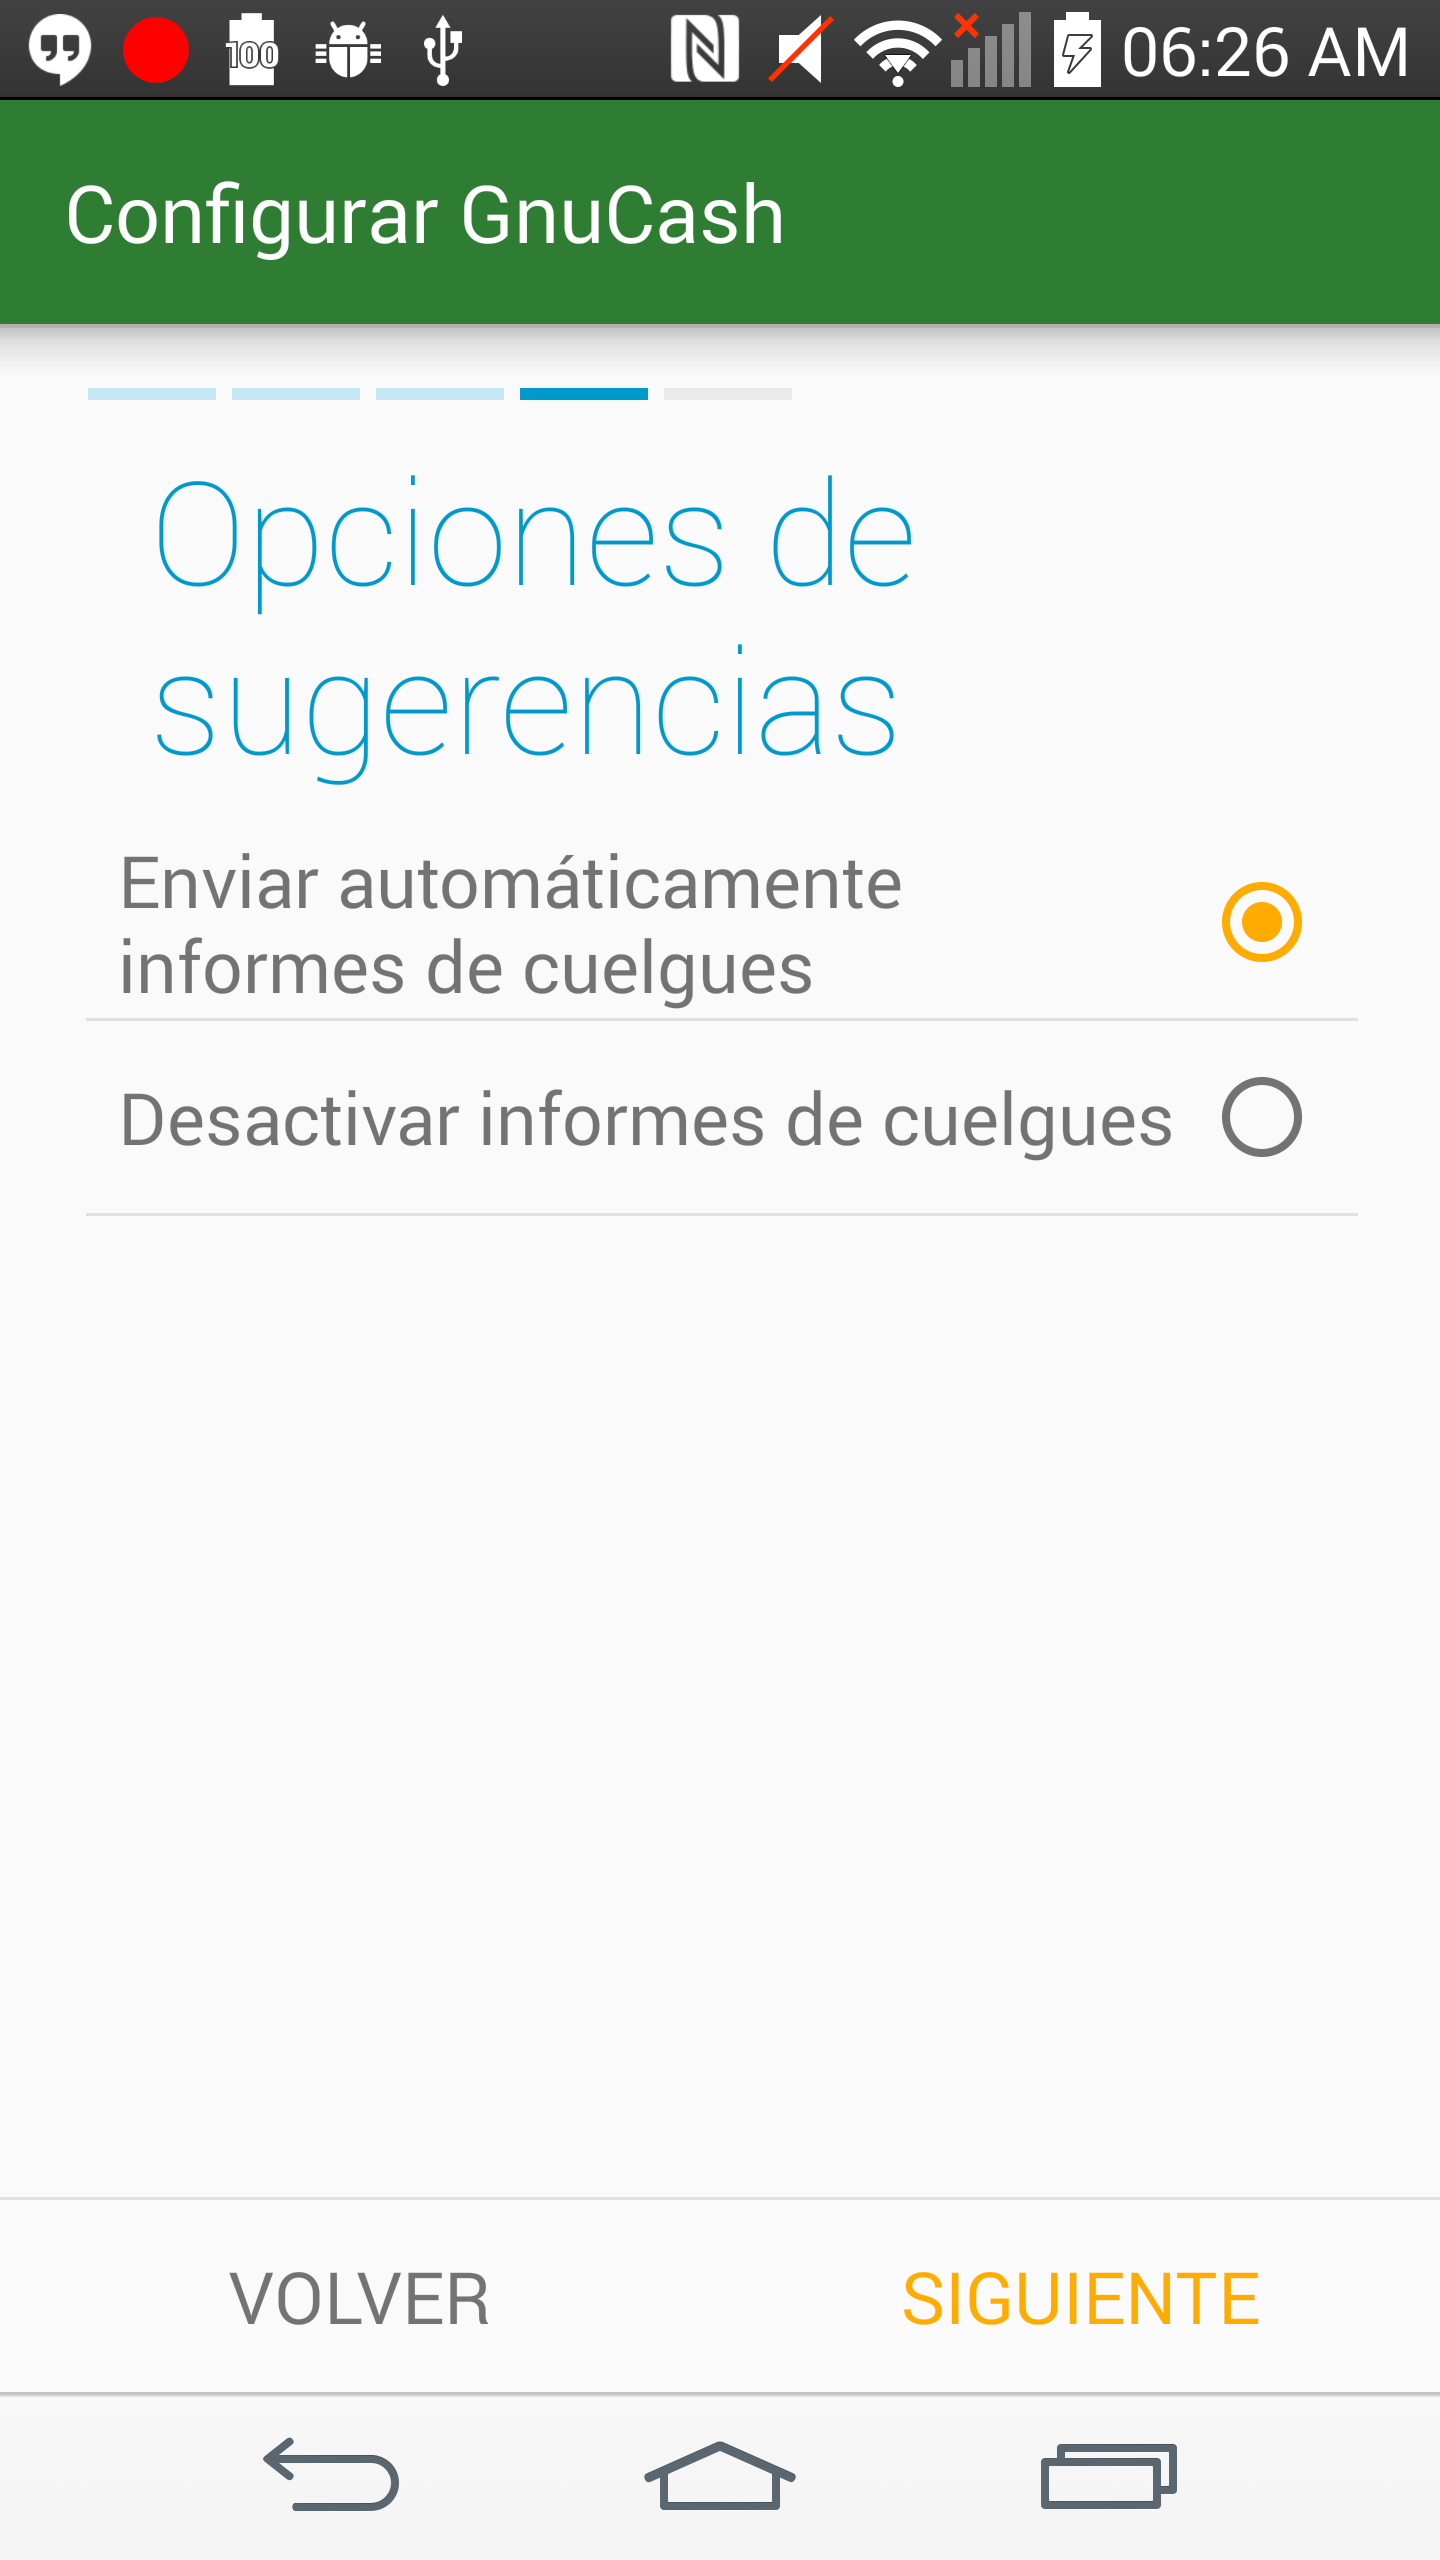 100
06:26 AM
Configurar GnuCash
Opciones de
sugerencias
Enviar automáticamente
informes de cuelgues
Desactivar informes de cuelgues
VOLVER
SIGUIENTE